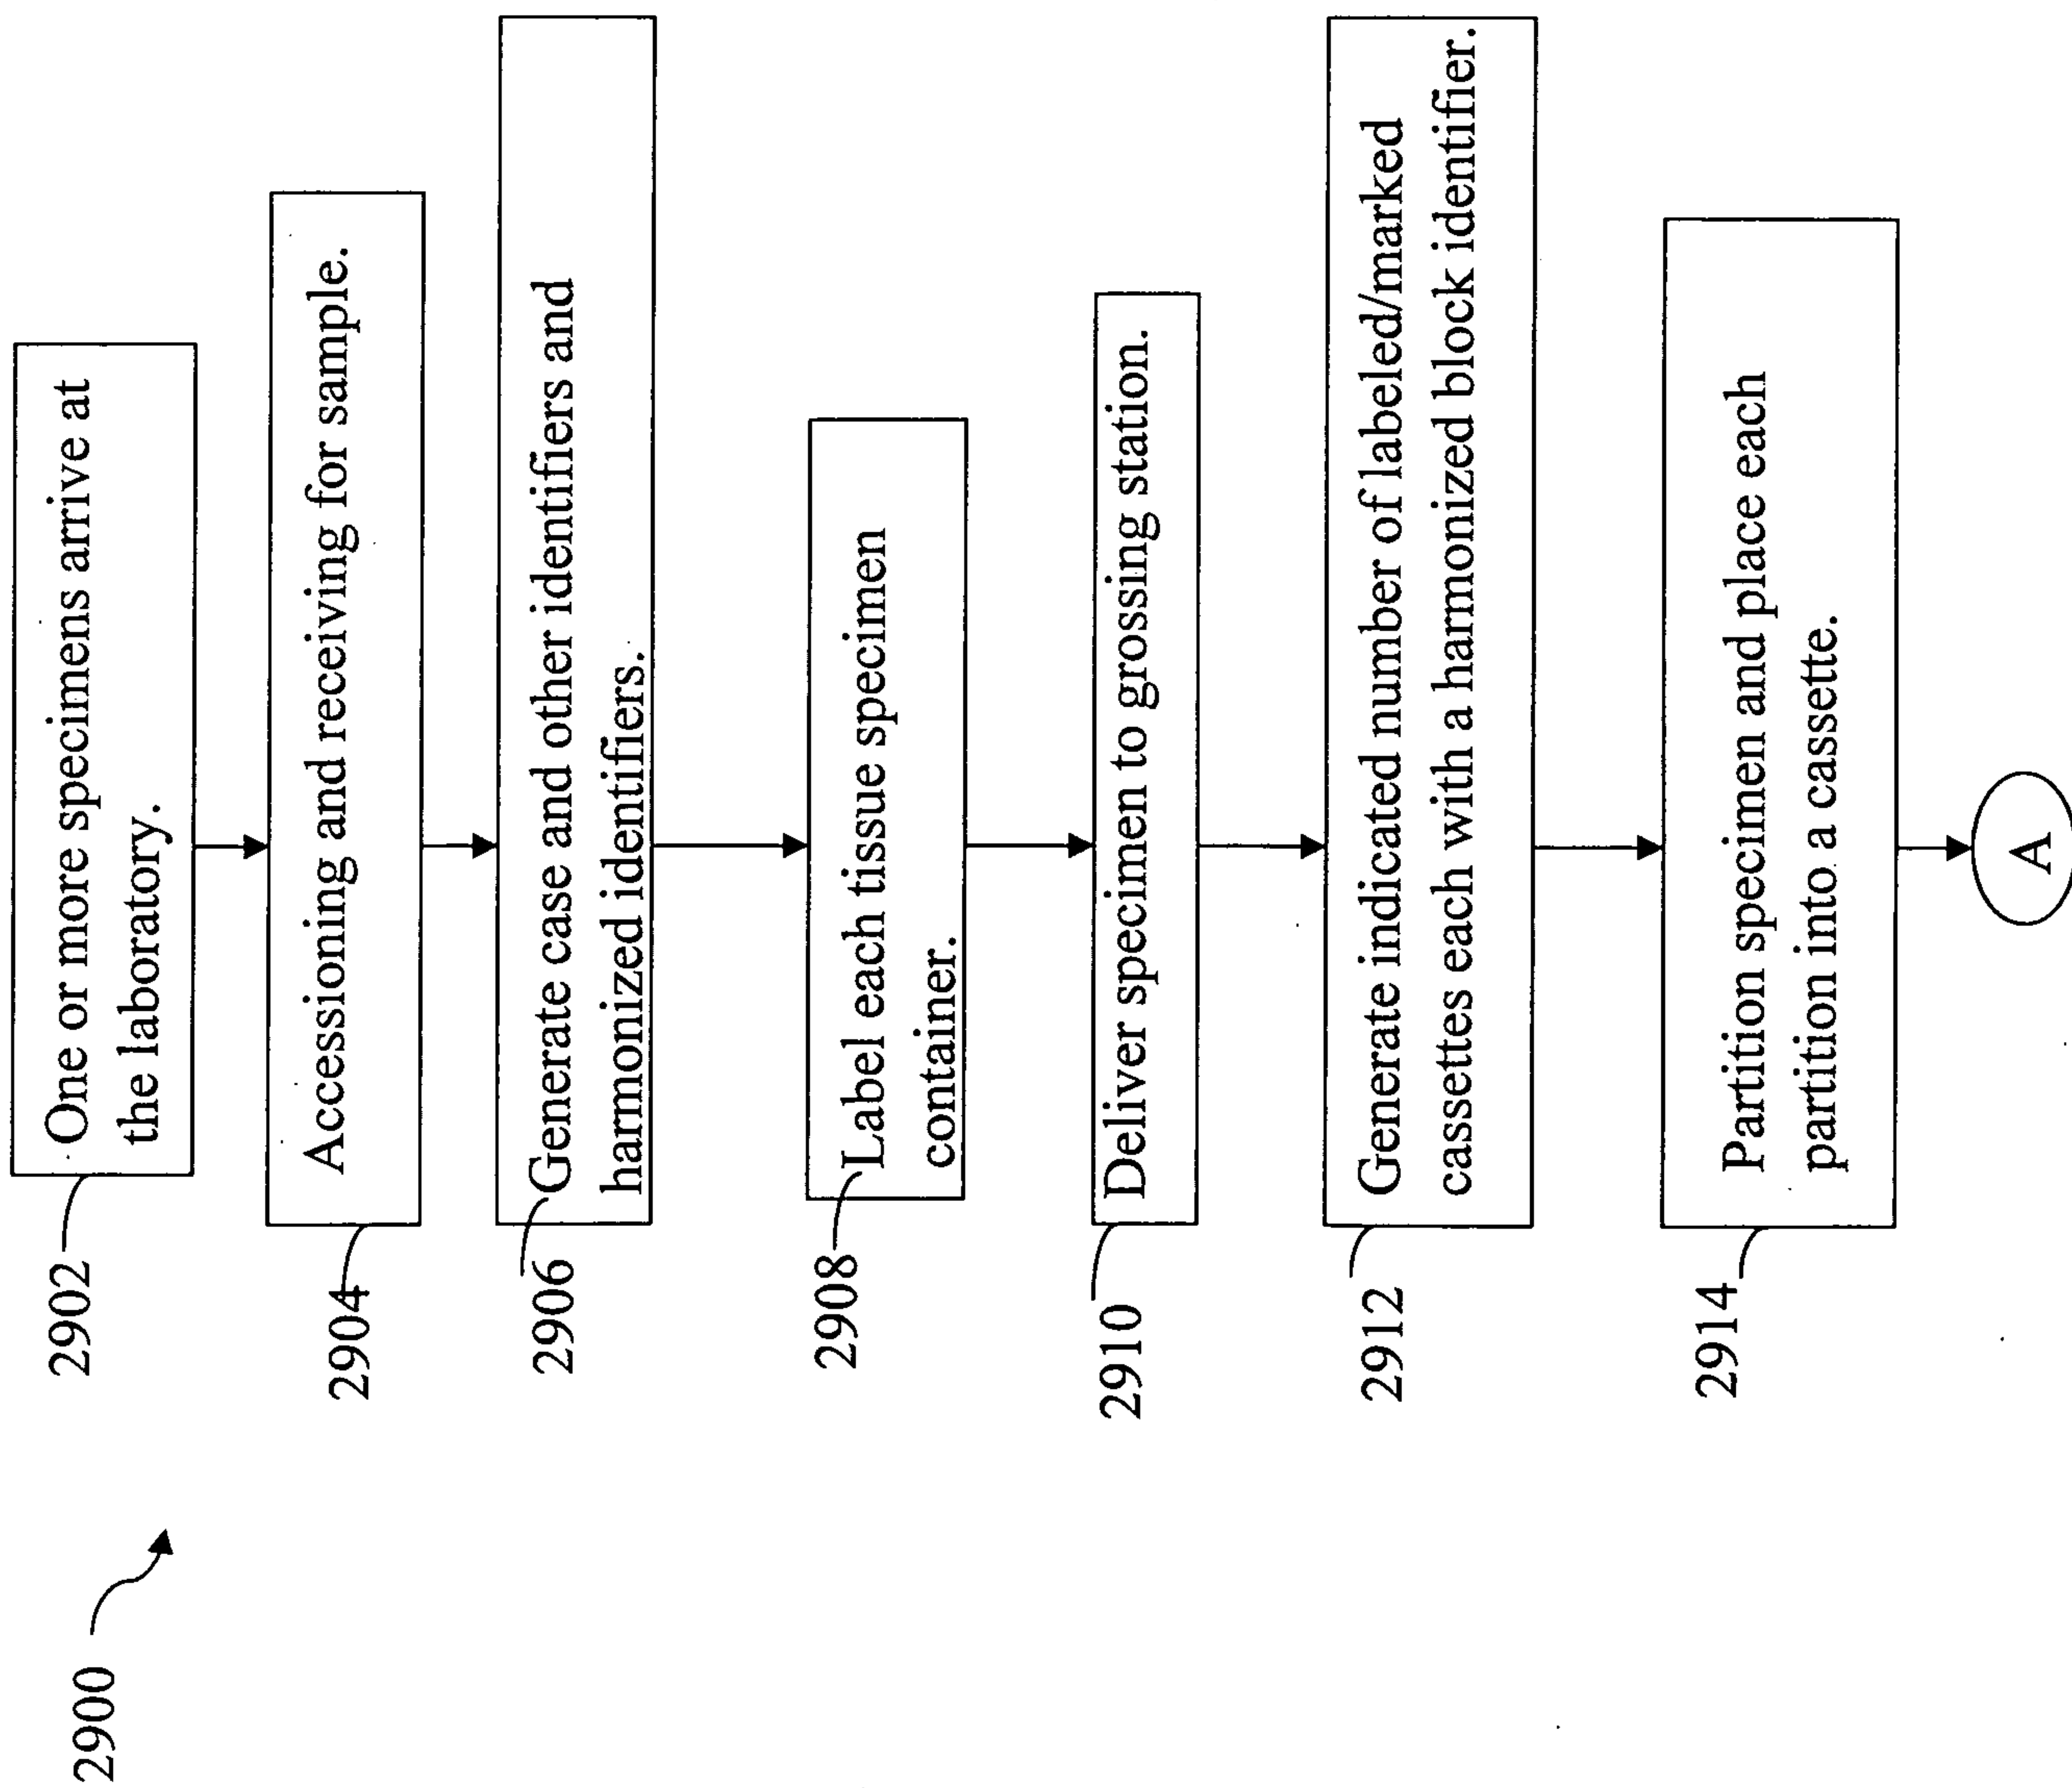 2900
2902
One or more specimens arrive at
the laboratory.
2904
Accessioning and receiving for sample.
2906
Generate case and other identifiers and
harmonized identifiers.
2908
Label each tissue specimen
container.
2910
Deliver specimen to grossing station.
2912
Generate indicated number of labeled/marked
cassettes each with a harmonized block identifier.
2914
Partition specimen and place each
partition into a cassette.
A